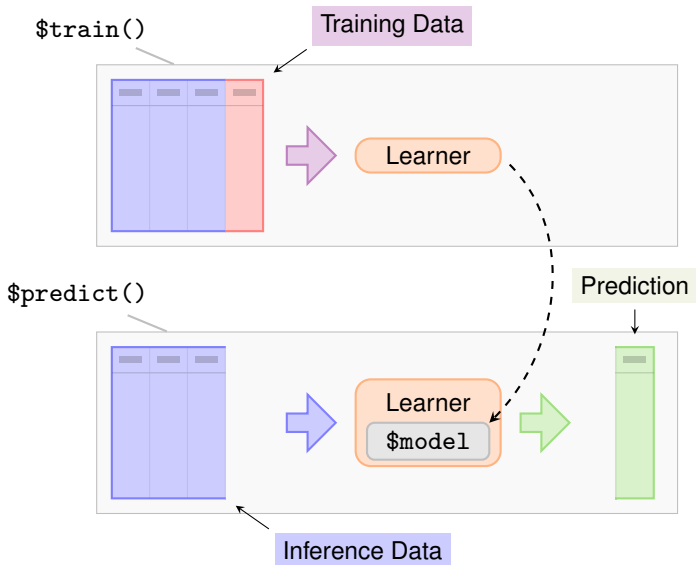 $train()
Training Data
Learner
$predict()
Prediction
Learner
$model
Inference Data